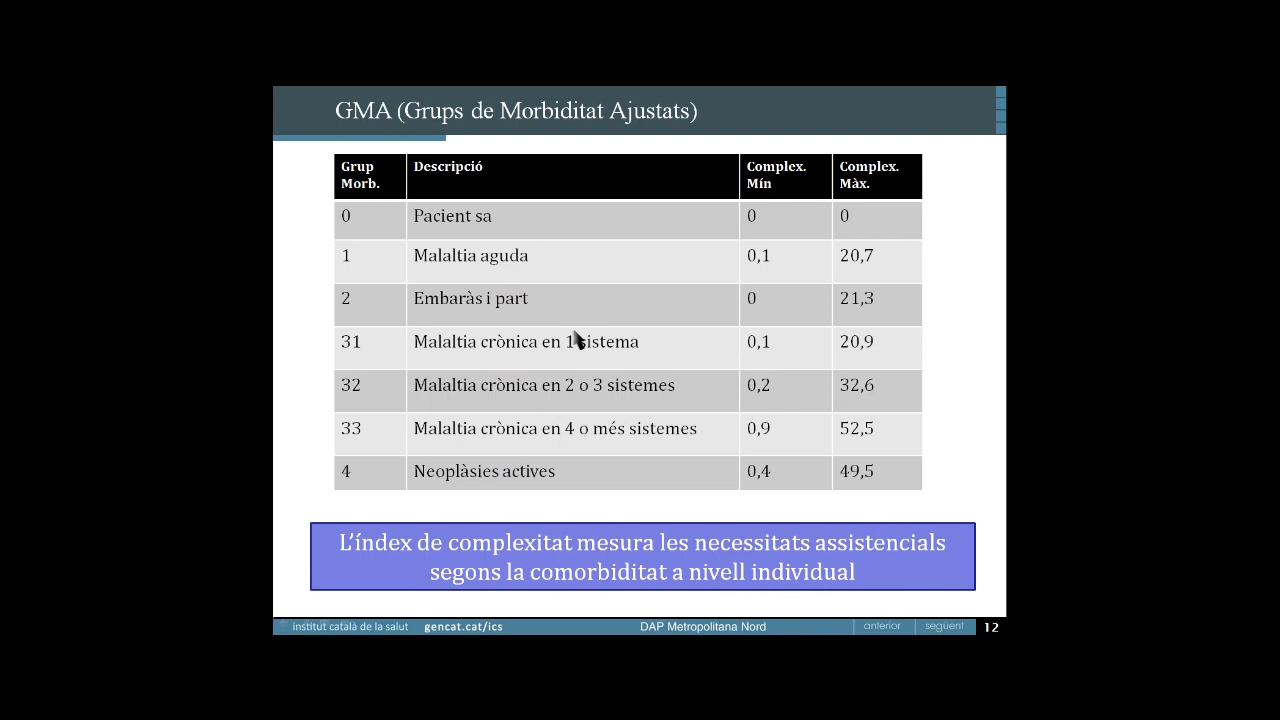 GMA (Grups de Morbiditat Ajustats)
Grup Morb. Descripció Complex. Mín Complex. Màx.
0 Pacient sa 0 0
1 Malaltia aguda 0,1 20,7
2 Embaràs i part 0 21,3
31 Malaltia crònica en 1 sistema 0,1 20,9
32 Malaltia crònica en 2 o 3 sistemes 0,2 32,6
33 Malaltia crònica en 4 o més sistemes 0,9 52,5
4 Neoplàsies actives 0,4 49,5
L'índex de complexitat mesura les necessitats assistencials
segons la comorbiditat a nivell individual
institut català de la salut gencat.cat/ics DAP Metropolitana Nord anterior següent 12